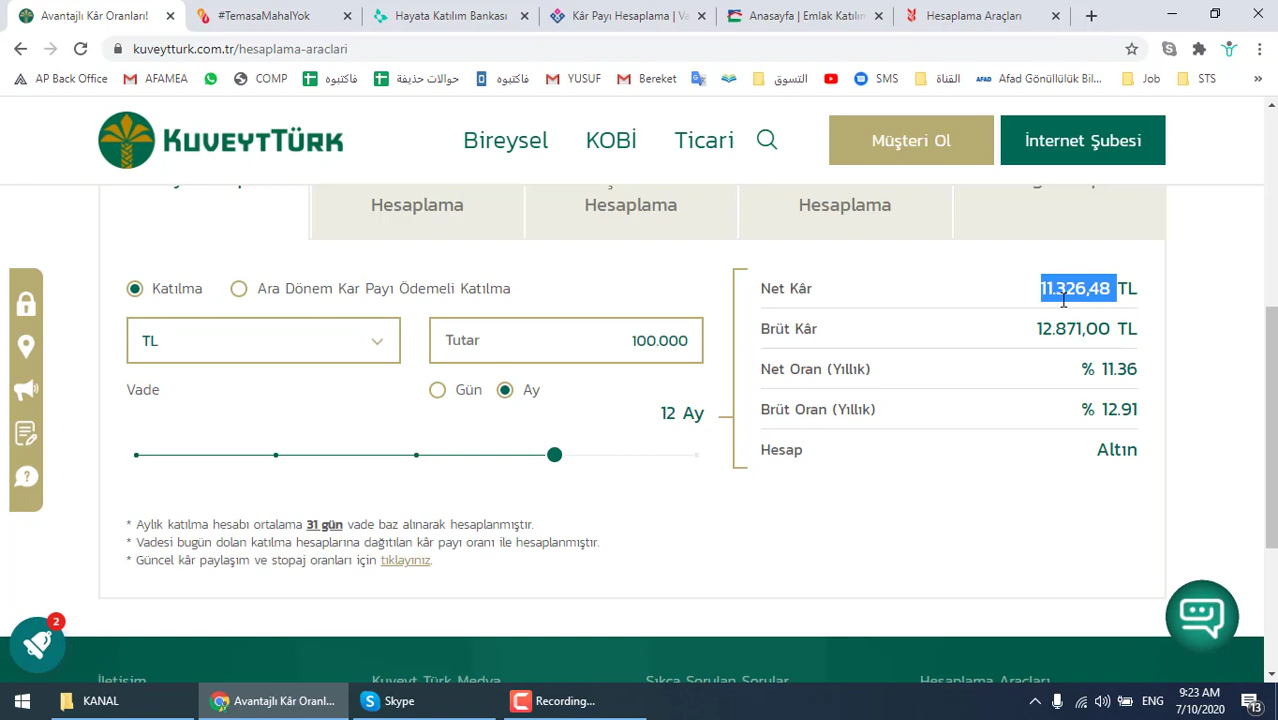 Avantajlı Kâr Oranları!
#TemasaMahalYok
Hayata Katılım Bankası
Kâr Payı Hesaplama | Va
Anasayfa | Emlak Katılım
Hesaplama Araçları
kuveytturk.com.tr/hesaplama-araclari
AP Back Office
AFAMEA
COMP
فاكتبوه
حوالات حذيفة
فاكتبوه
YUSUF
Bereket
التسوق
SMS
القناة
AFAD
Afad Gönüllülük Bil...
Job
STS
KUVEYTTÜRK
Bireysel
KOBİ
Ticari
Müşteri Ol
İnternet Şubesi
Hesaplama
Hesaplama
Hesaplama
Katılma
Ara Dönem Kar Payı Ödemeli Katılma
TL
Tutar 100.000
Vade
Gün
Ay
12 Ay
Net Kâr 11.326,48 TL
Brüt Kâr 12.871,00 TL
Net Oran (Yıllık) % 11.36
Brüt Oran (Yıllık) % 12.91
Hesap Altın
* Aylık katılma hesabı ortalama 31 gün vade baz alınarak hesaplanmıştır.
* Vadesi bugün dolan katılma hesaplarına dağıtılan kâr payı oranı ile hesaplanmıştır.
* Güncel kâr paylaşım ve stopaj oranları için tıklayınız.
2
İletişim
Kuveyt Türk Medya
Sıkça Sorulan Sorular
Hesaplama Araçları
KANAL
Avantajlı Kâr Oranl...
Skype
Recording...
ENG
9:23 AM
7/10/2020
13